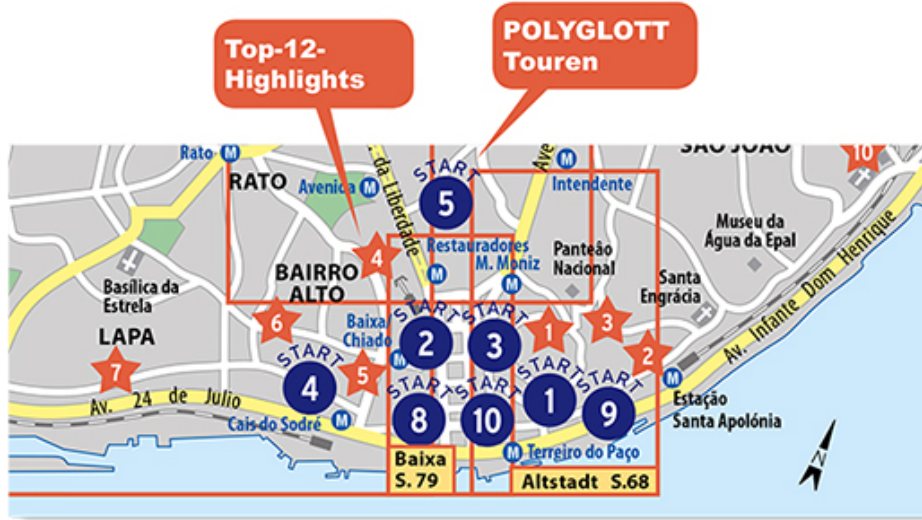 Top-12-
Highlights
POLYGLOTT
Touren
Rato M
RATO
Avenida M
da Liberdade
START
5
Ave
M
Intendente
SÃO JOÃO
10
4
Restauradores
M
M. Moniz
M
Panteão
Nacional
Museu da
Água da Epal
Basílica da
Estrela
BAIRRO
ALTO
Santa
Engrácia
Av. Infante Dom Henrique
LAPA
7
6
Baixa/
Chiado
M
START
2
START
3
1
3
2
START
4
5
START
8
START
10
START
1
START
9
M
Estação
Santa Apolónia
Av. 24 de Julio
Cais do Sodré M
M Terreiro do Paço
Baixa
S. 79
Altstadt S.68
N